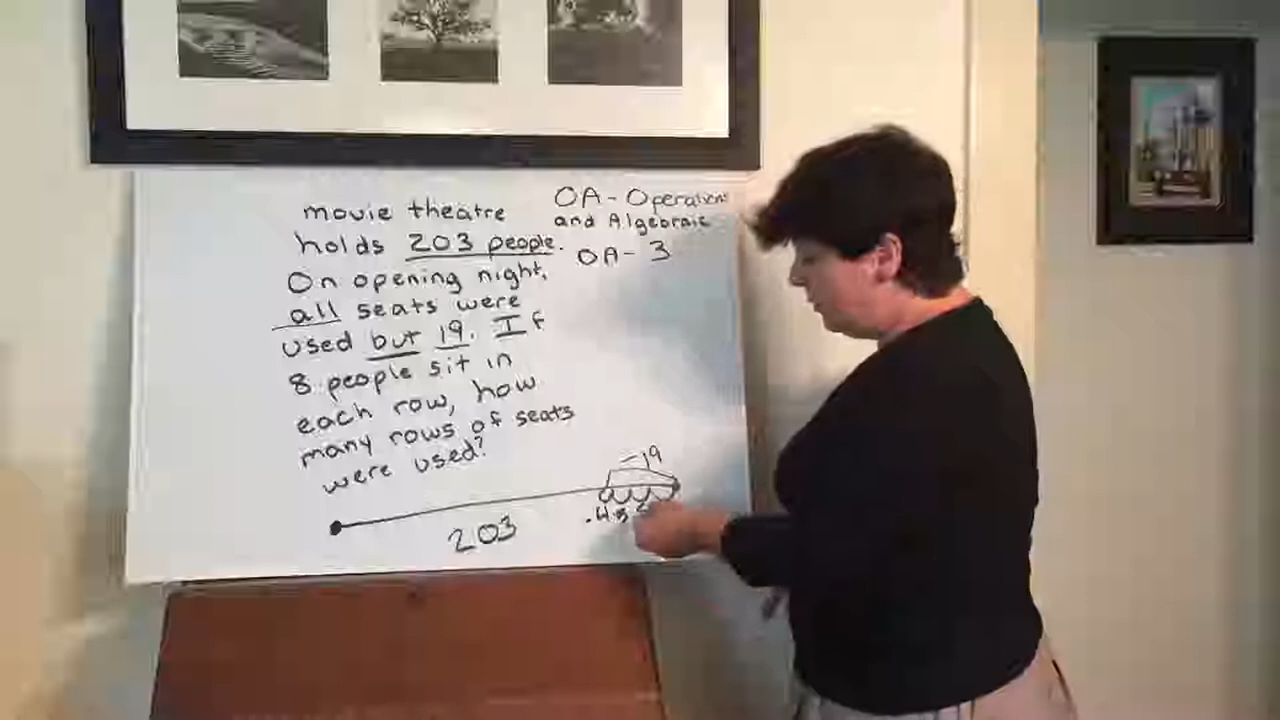 movie theatre
holds 203 people.
On opening night,
all seats were
used but 19. If
8 people sit in
each row, how
many rows of seats
were used?
OA - Operations
and Algebraic
OA - 3
-19
203